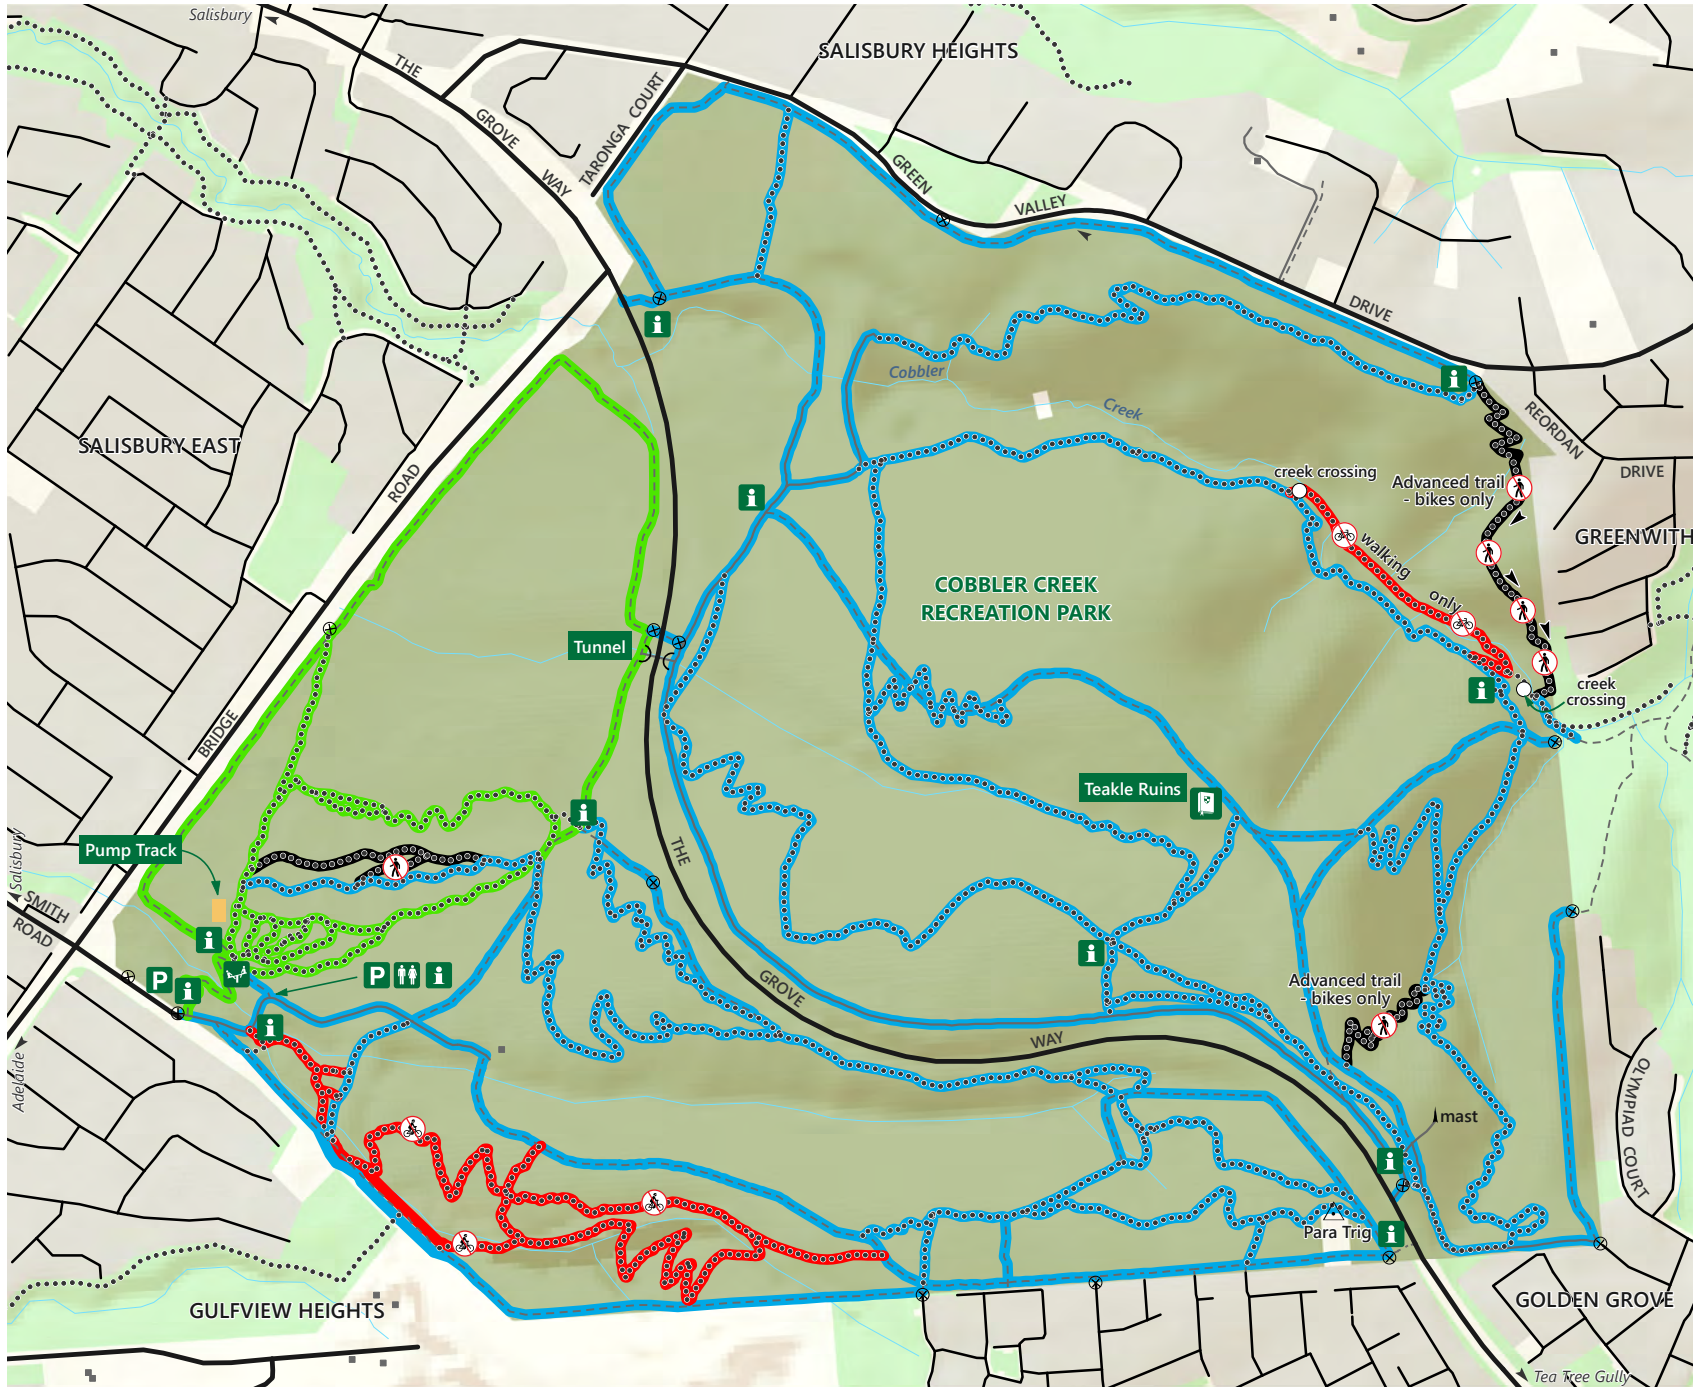 Salisbury
THE
GROVE
WAY
TARONGA COURT
SALISBURY HEIGHTS
GREEN
VALLEY
DRIVE
REORDAN
DRIVE
i
i
Cobbler
Creek
SALISBURY EAST
ROAD
BRIDGE
i
creek crossing
Advanced trail
- bikes only
GREENWITH
walking
only
COBBLER CREEK
RECREATION PARK
Tunnel
i
creek
crossing
Teakle Ruins
i
Pump Track
Salisbury
SMITH
ROAD
THE
GROVE
WAY
i
P
i
P
i
i
i
Advanced trail
- bikes only
Adelaide
OLYMPIAD COURT
mast
i
Para Trig
i
GULFVIEW HEIGHTS
GOLDEN GROVE
Tea Tree Gully